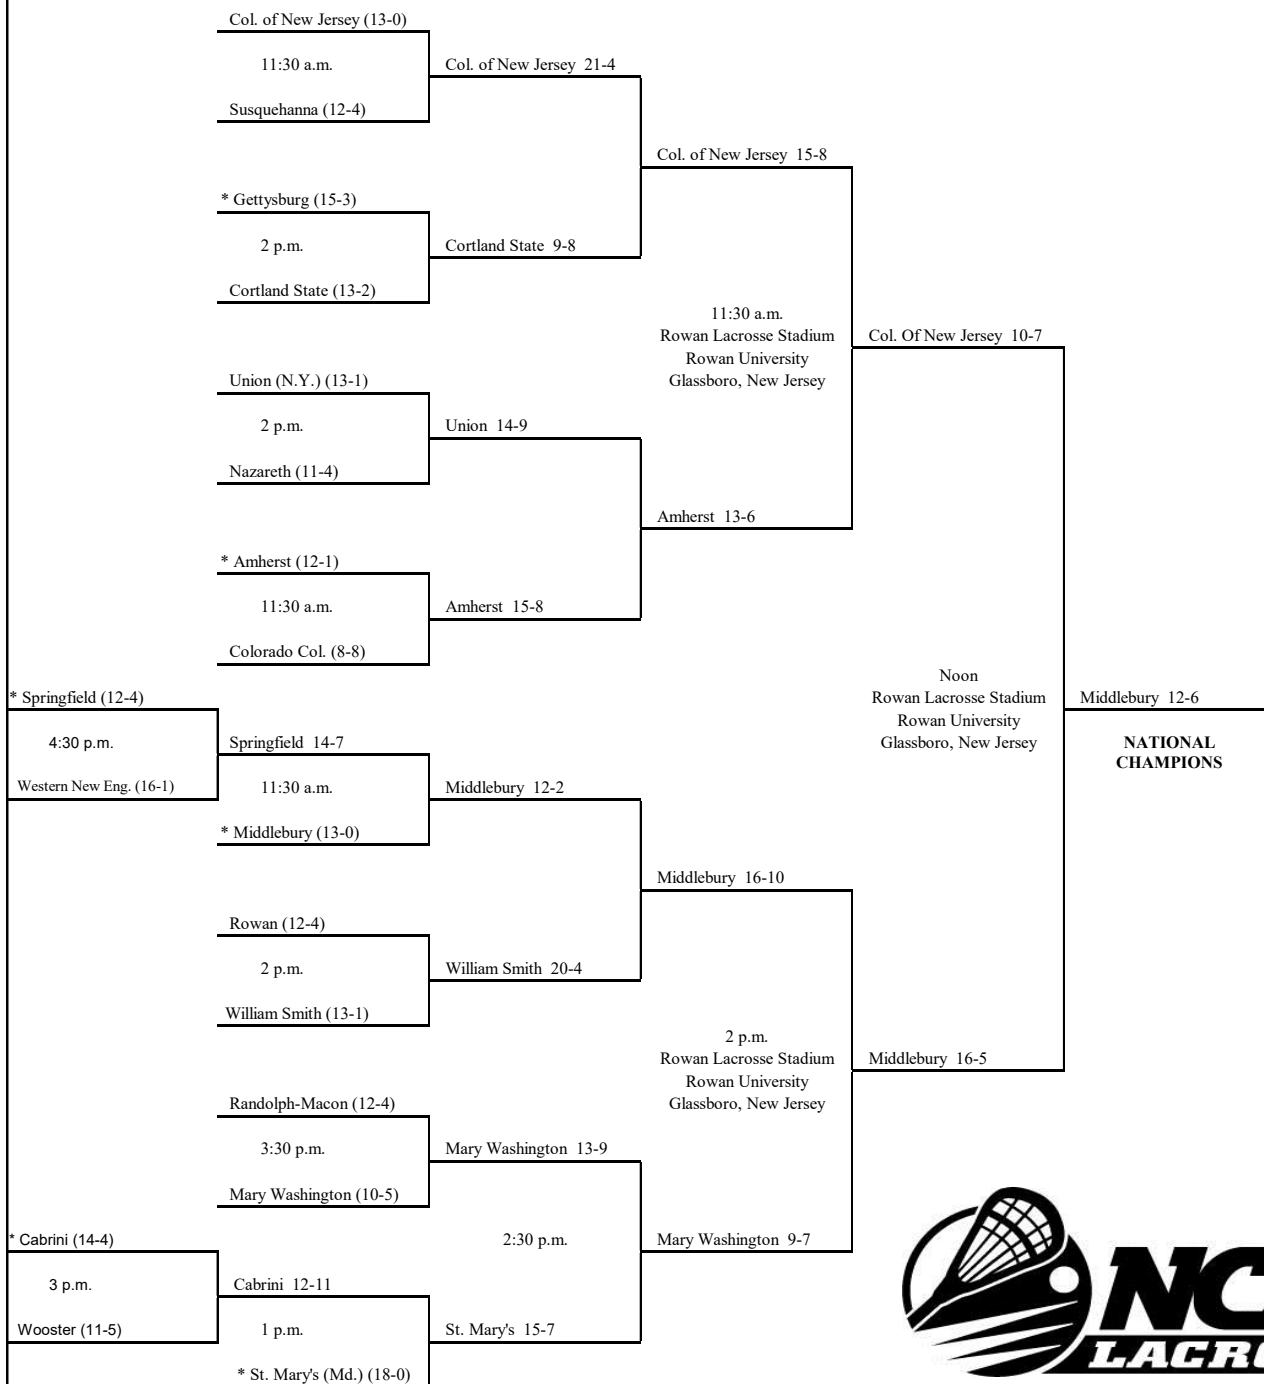 Col. of New Jersey (13-0)
11:30 a.m.
Col. of New Jersey 21-4
Susquehanna (12-4)
Col. of New Jersey 15-8
* Gettysburg (15-3)
2 p.m.
Cortland State 9-8
Cortland State (13-2)
11:30 a.m.
Rowan Lacrosse Stadium
Rowan University
Glassboro, New Jersey
Col. Of New Jersey 10-7
Union (N.Y.) (13-1)
2 p.m.
Union 14-9
Nazareth (11-4)
Amherst 13-6
* Amherst (12-1)
11:30 a.m.
Amherst 15-8
Colorado Col. (8-8)
Noon
Rowan Lacrosse Stadium
Rowan University
Glassboro, New Jersey
Middlebury 12-6
NATIONAL
CHAMPIONS
* Springfield (12-4)
4:30 p.m.
Springfield 14-7
Western New Eng. (16-1)
11:30 a.m.
Middlebury 12-2
* Middlebury (13-0)
Middlebury 16-10
Rowan (12-4)
2 p.m.
William Smith 20-4
William Smith (13-1)
2 p.m.
Rowan Lacrosse Stadium
Rowan University
Glassboro, New Jersey
Middlebury 16-5
Randolph-Macon (12-4)
3:30 p.m.
Mary Washington 13-9
Mary Washington (10-5)
* Cabrini (14-4)
2:30 p.m.
Mary Washington 9-7
3 p.m.
Cabrini 12-11
Wooster (11-5)
1 p.m.
St. Mary's 15-7
* St. Mary's (Md.) (18-0)
NC
LACRO